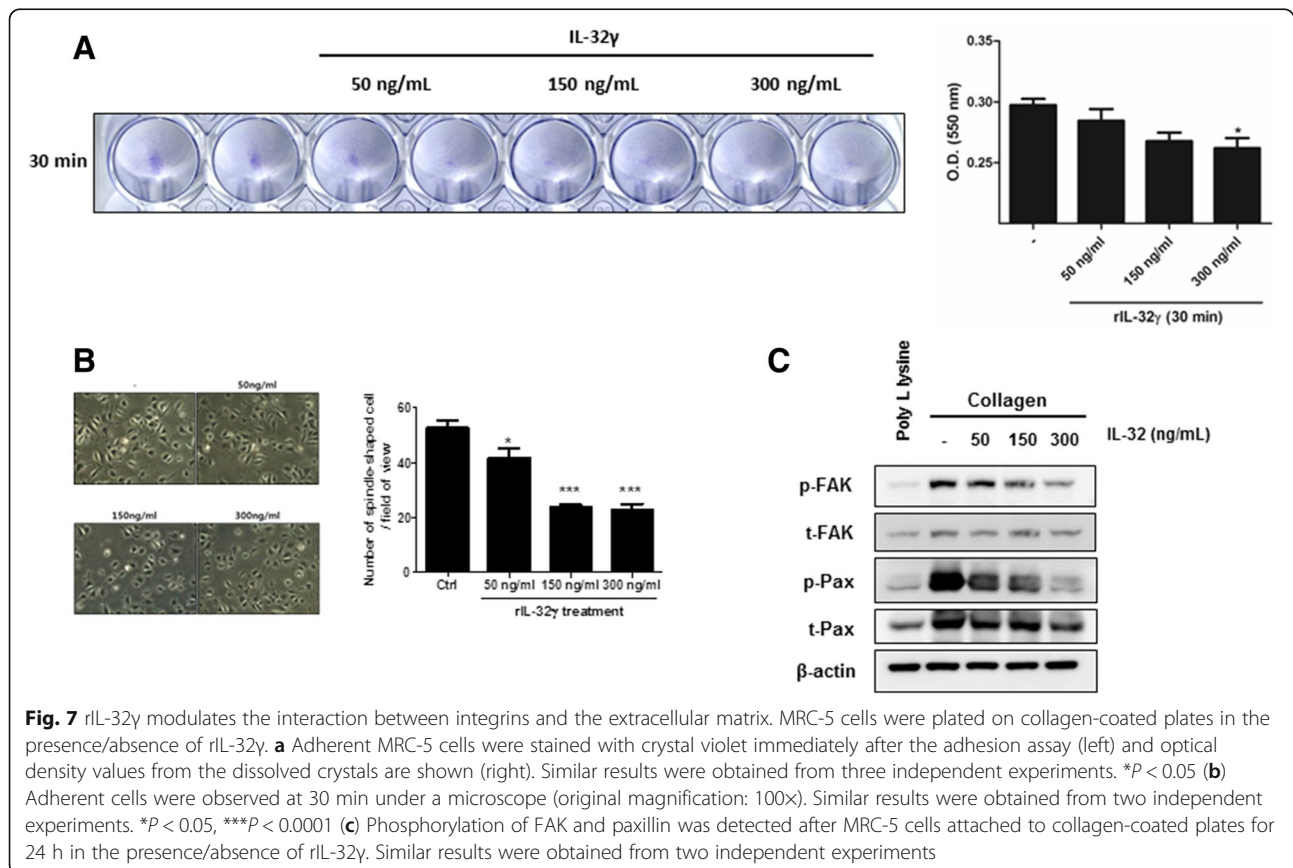 A
IL-32γ
50 ng/mL 150 ng/mL 300 ng/mL
30 min
O.D. (550 nm)
0.30
0.25
-
50 ng/ml
150 ng/ml
300 ng/ml
*
rIL-32γ (30 min)
B
-
50ng/ml
150ng/ml
300ng/ml
Number of spindle-shaped cell
/ field of view
60
40
20
0
*
***
***
Ctrl 50 ng/ml 150 ng/ml 300 ng/ml
rIL-32γ treatment
C
Poly L lysine
Collagen
- 50 150 300 IL-32 (ng/mL)
p-FAK
t-FAK
p-Pax
t-Pax
β-actin
Fig. 7 rIL-32γ modulates the interaction between integrins and the extracellular matrix. MRC-5 cells were plated on collagen-coated plates in the
presence/absence of rIL-32γ. a Adherent MRC-5 cells were stained with crystal violet immediately after the adhesion assay (left) and optical
density values from the dissolved crystals are shown (right). Similar results were obtained from three independent experiments. *P < 0.05 (b)
Adherent cells were observed at 30 min under a microscope (original magnification: 100×). Similar results were obtained from two independent
experiments. *P < 0.05, ***P < 0.0001 (c) Phosphorylation of FAK and paxillin was detected after MRC-5 cells attached to collagen-coated plates for
24 h in the presence/absence of rIL-32γ. Similar results were obtained from two independent experiments